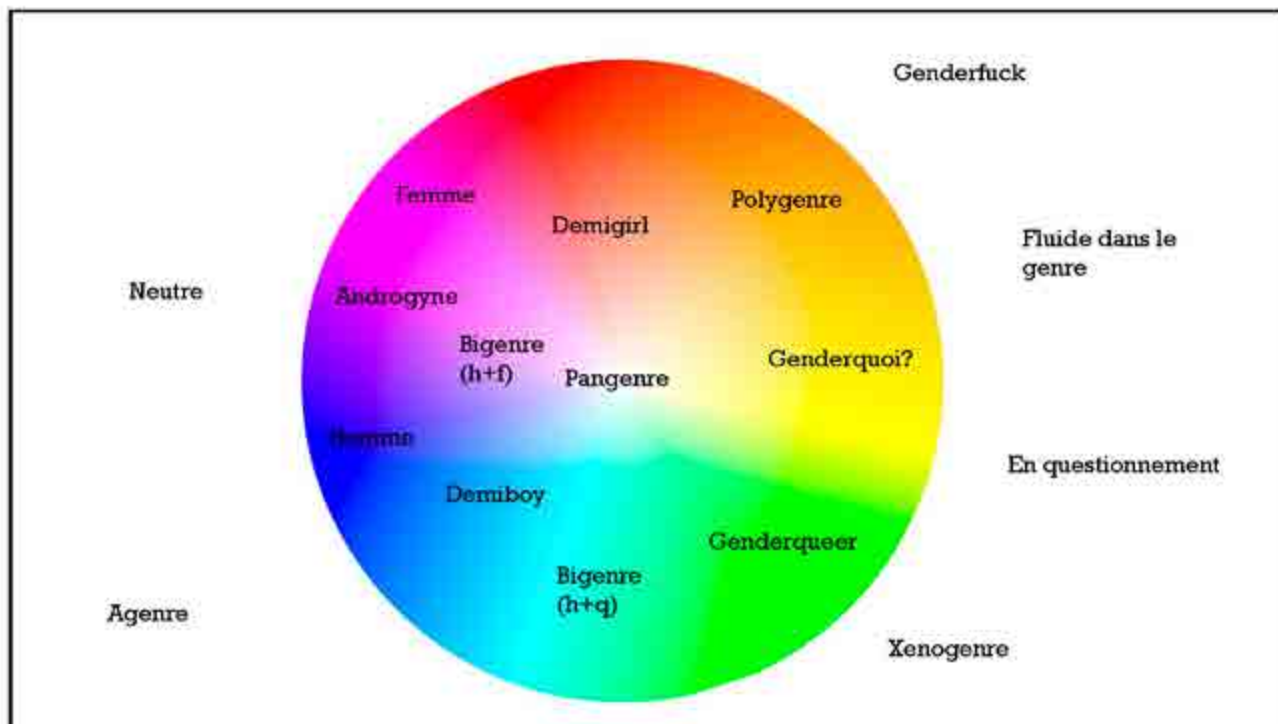 Genderfuck
Femme
Polygenre
Demigirl
Fluide dans le
genre
Neutre
Androgyne
Bigenre
(h+f)
Pangenre
Genderquoi?
Homme
En questionnement
Demiboy
Genderqueer
Bigenre
(h+q)
Agenre
Xenogenre